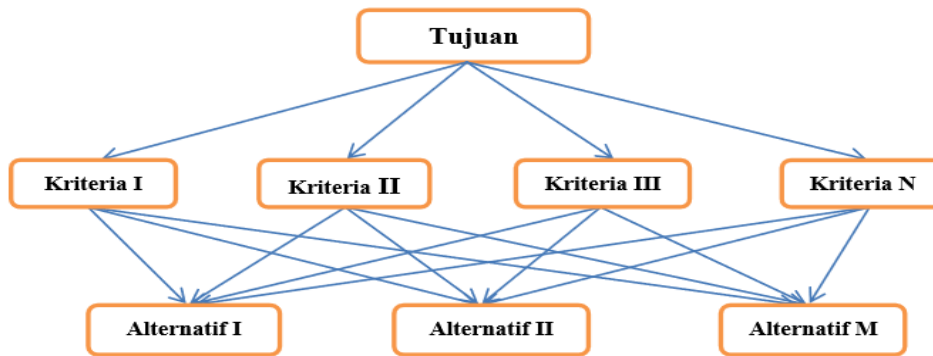 Tujuan
Kriteria I
Kriteria II
Kriteria III
Kriteria N
Alternatif I
Alternatif II
Alternatif M